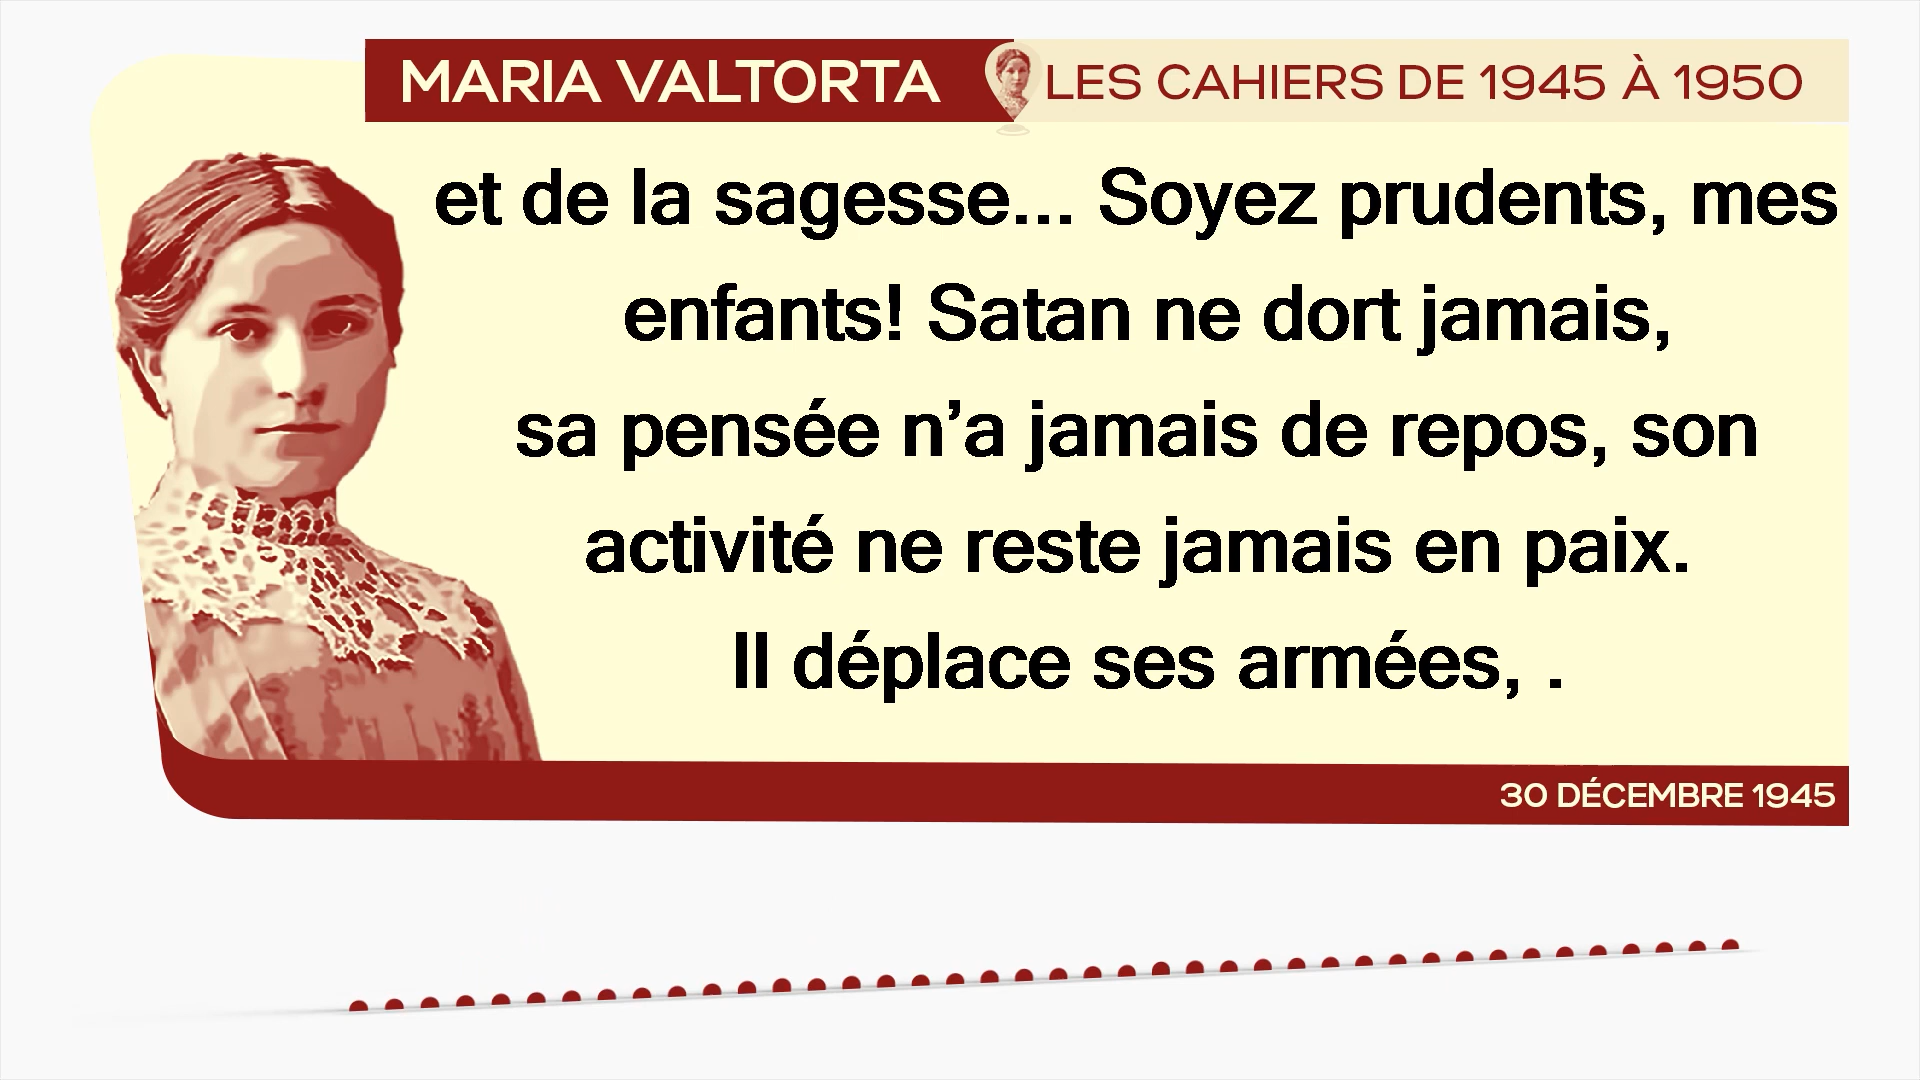 MARIA VALTORTA LES CAHIERS DE 1945 À 1950
et de la sagesse... Soyez prudents, mes
enfants! Satan ne dort jamais,
sa pensée n’a jamais de repos, son
activité ne reste jamais en paix.
Il déplace ses armées, .
30 DÉCEMBRE 1945